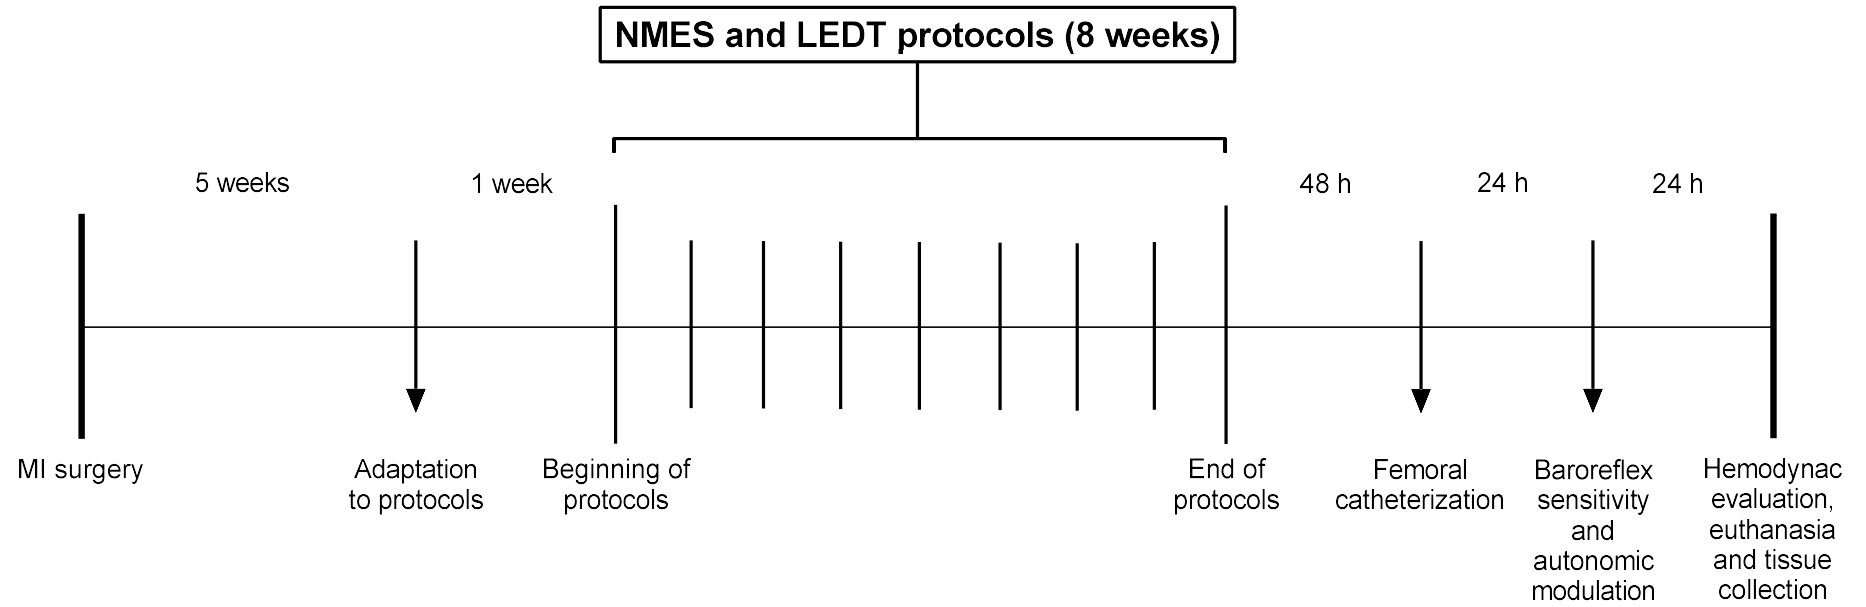 NMES and LEDT protocols (8 weeks)
5 weeks
1 week
48 h
24 h
24 h
MI surgery
Adaptation
to protocols
Beginning of
protocols
End of
protocols
Femoral
catheterization
Baroreflex
sensitivity
and
autonomic
modulation
Hemodynac
evaluation,
euthanasia
and tissue
collection